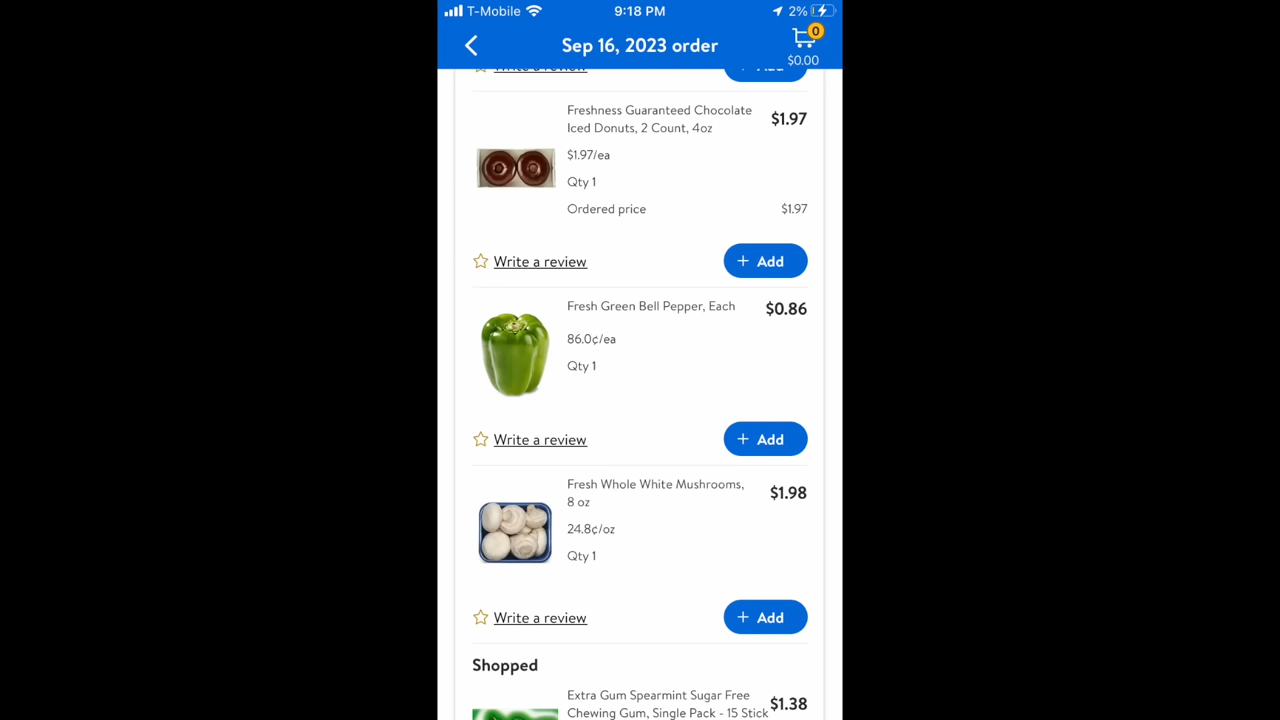 T-Mobile 9:18 PM 2%
Sep 16, 2023 order 0
$0.00
Write a review Add
Freshness Guaranteed Chocolate
Iced Donuts, 2 Count, 4oz $1.97
$1.97/ea
Qty 1
Ordered price $1.97
Write a review + Add
Fresh Green Bell Pepper, Each $0.86
86.0¢/ea
Qty 1
Write a review + Add
Fresh Whole White Mushrooms,
8 oz $1.98
24.8¢/oz
Qty 1
Write a review + Add
Shopped
Extra Gum Spearmint Sugar Free
Chewing Gum, Single Pack - 15 Stick $1.38